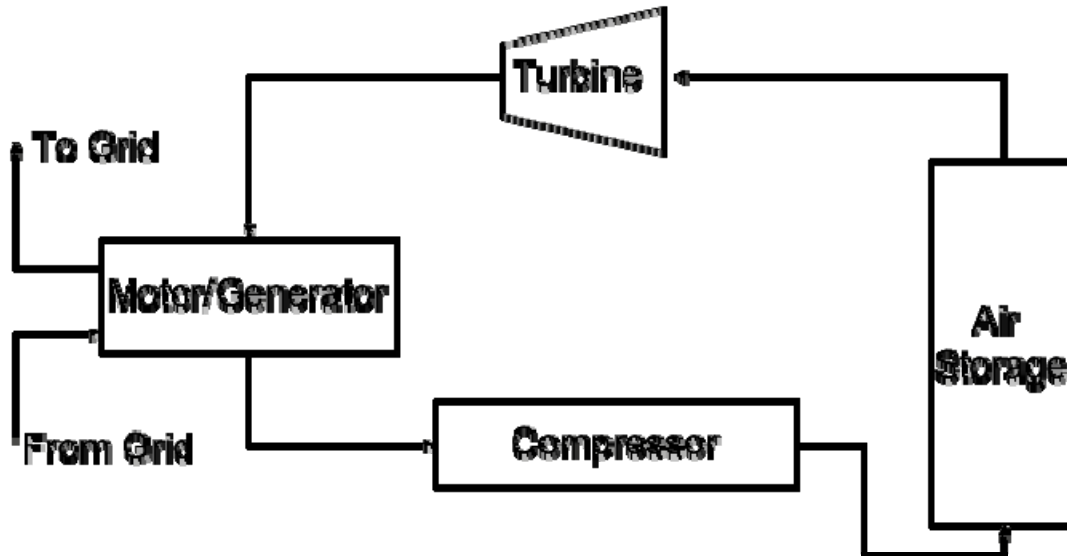 Turbine
To Grid
Motor/Generator
Air
Storage
From Grid
Compressor